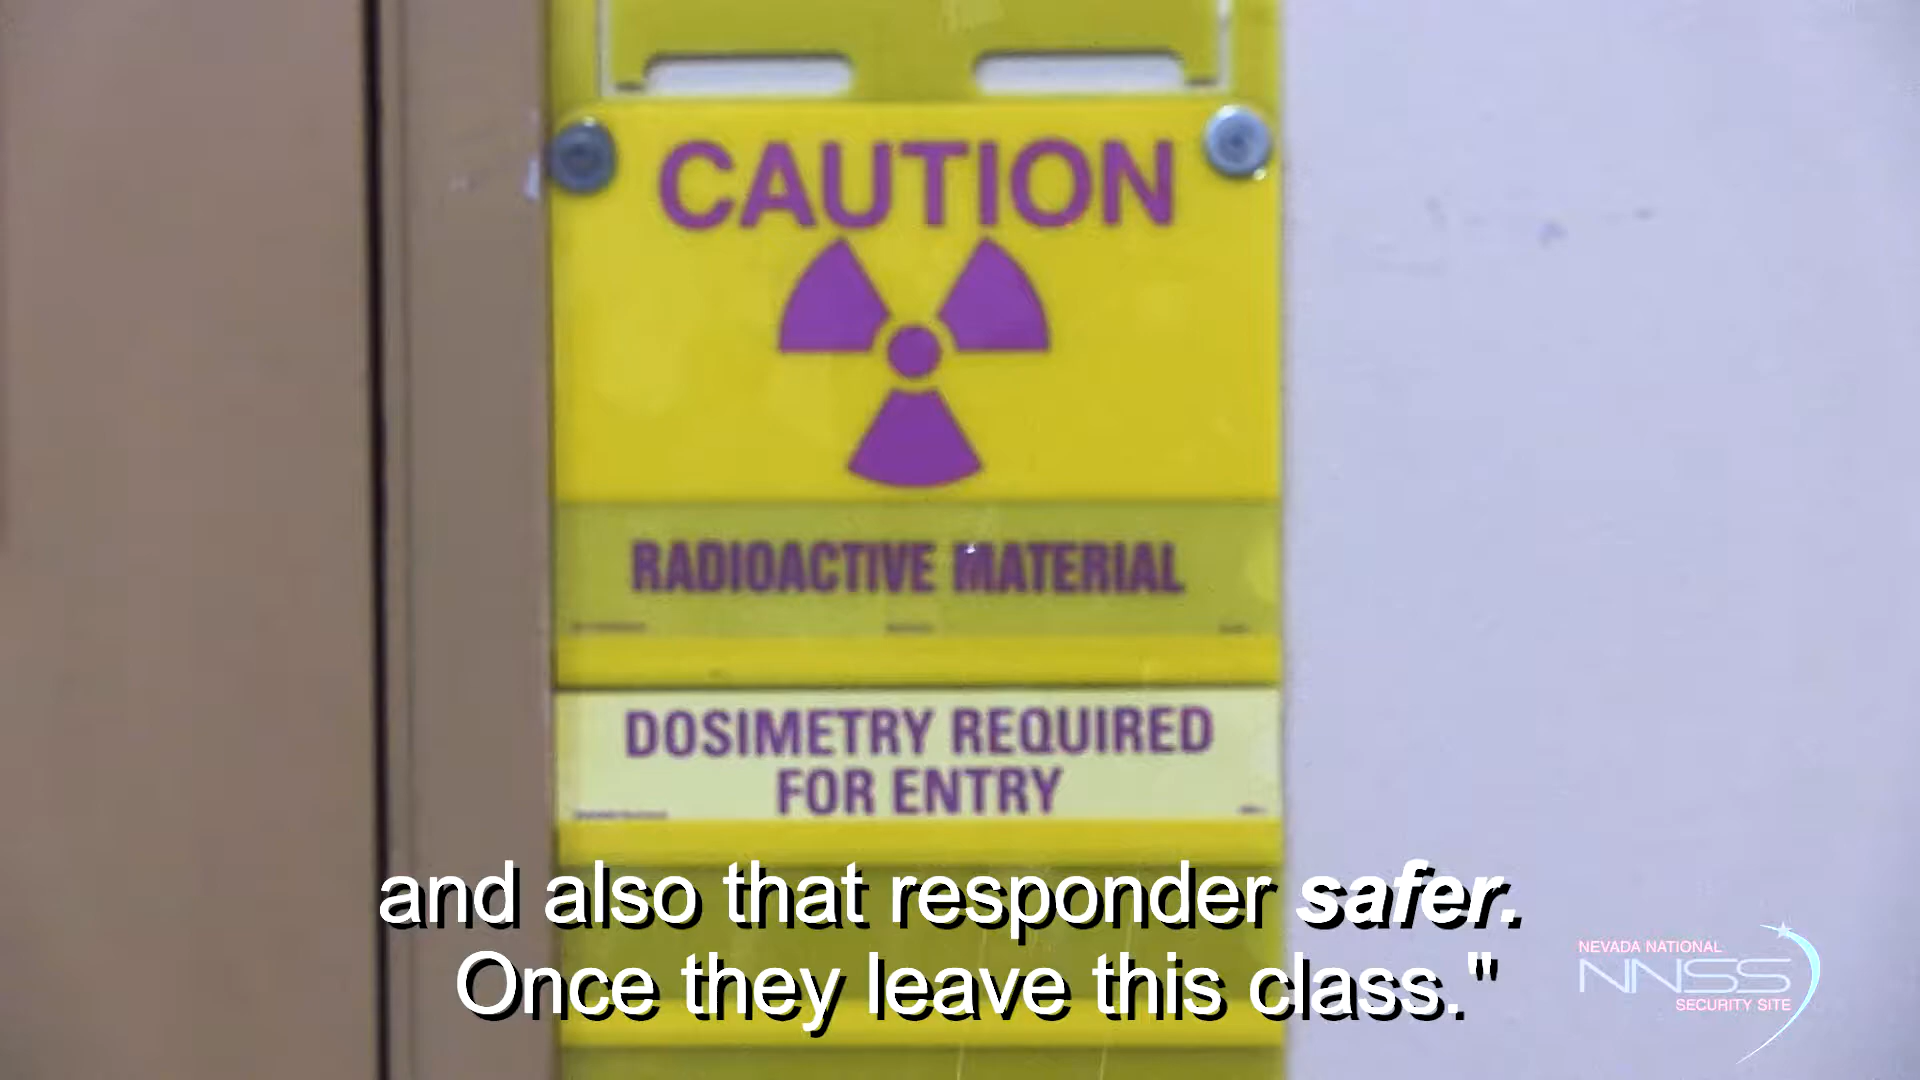 CAUTION
RADIOACTIVE MATERIAL
DOSIMETRY REQUIRED
FOR ENTRY
and also that responder safer.
Once they leave this class."
NEVADA NATIONAL
NNSS
SECURITY SITE